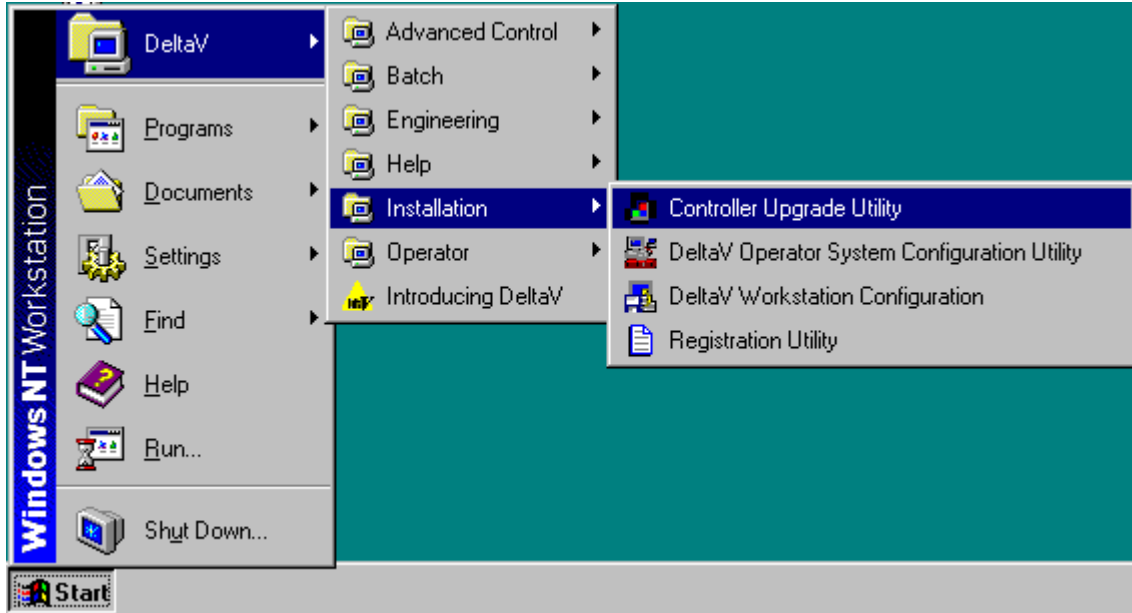 DeltaV
Programs
Documents
Settings
Find
Help
Run...
Shut Down...
Windows NT Workstation
Start
Advanced Control
Batch
Engineering
Help
Installation
Operator
Introducing DeltaV
Controller Upgrade Utility
DeltaV Operator System Configuration Utility
DeltaV Workstation Configuration
Registration Utility